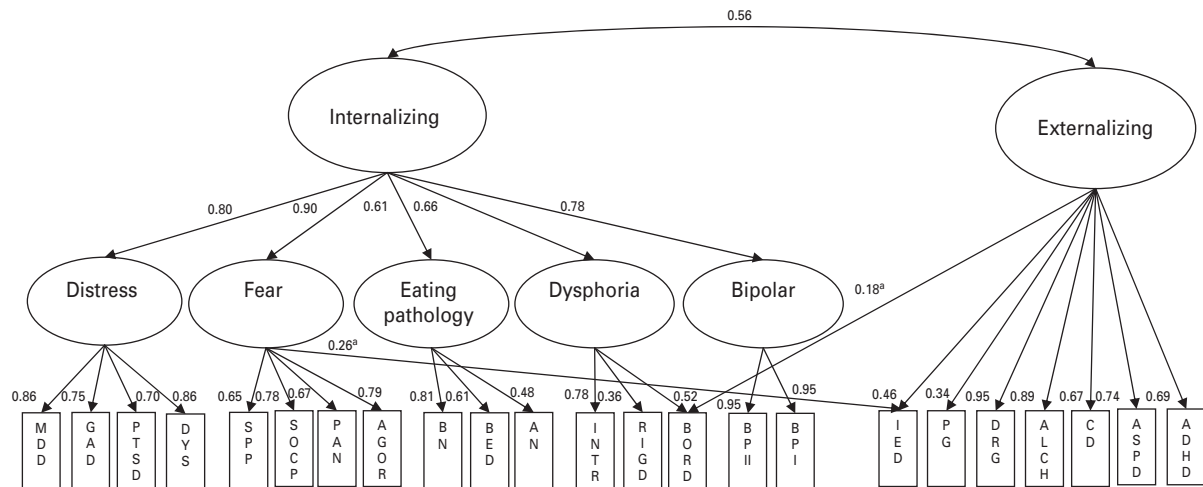 0.56
Internalizing
Externalizing
0.80
0.90
0.61
0.66
0.78
Distress
Fear
Eating
pathology
Dysphoria
Bipolar
0.18ᵃ
0.26ᵃ
0.86
0.75
0.70
0.86
0.65
0.78
0.67
0.79
0.81
0.61
0.48
0.78
0.36
0.52
0.95
0.95
0.46
0.34
0.95
0.89
0.67
0.74
0.69
MDD
GAD
PTSD
DYS
SPP
SOCP
PAN
AGOR
BN
BED
AN
INTR
RIGD
BORD
BPII
BPI
IED
PG
DRG
ALCH
CD
ASPD
ADHD